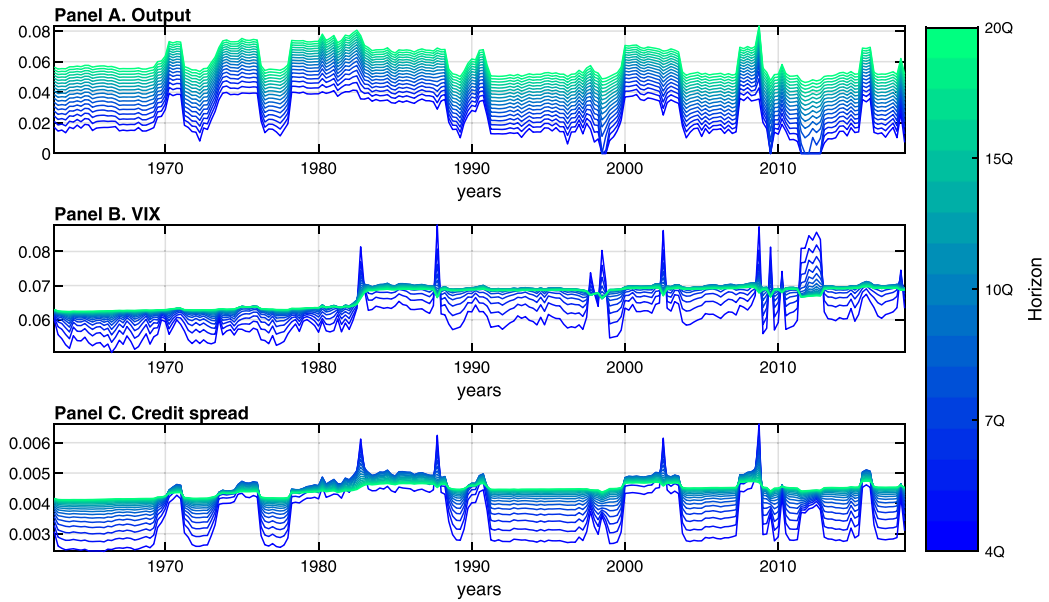 Panel A. Output
0.08
0.06
0.04
0.02
0
1970
1980
1990
2000
2010
years
Panel B. VIX
0.08
0.07
0.06
1970
1980
1990
2000
2010
years
Panel C. Credit spread
0.006
0.005
0.004
0.003
1970
1980
1990
2000
2010
years
20Q
15Q
10Q
7Q
4Q
Horizon